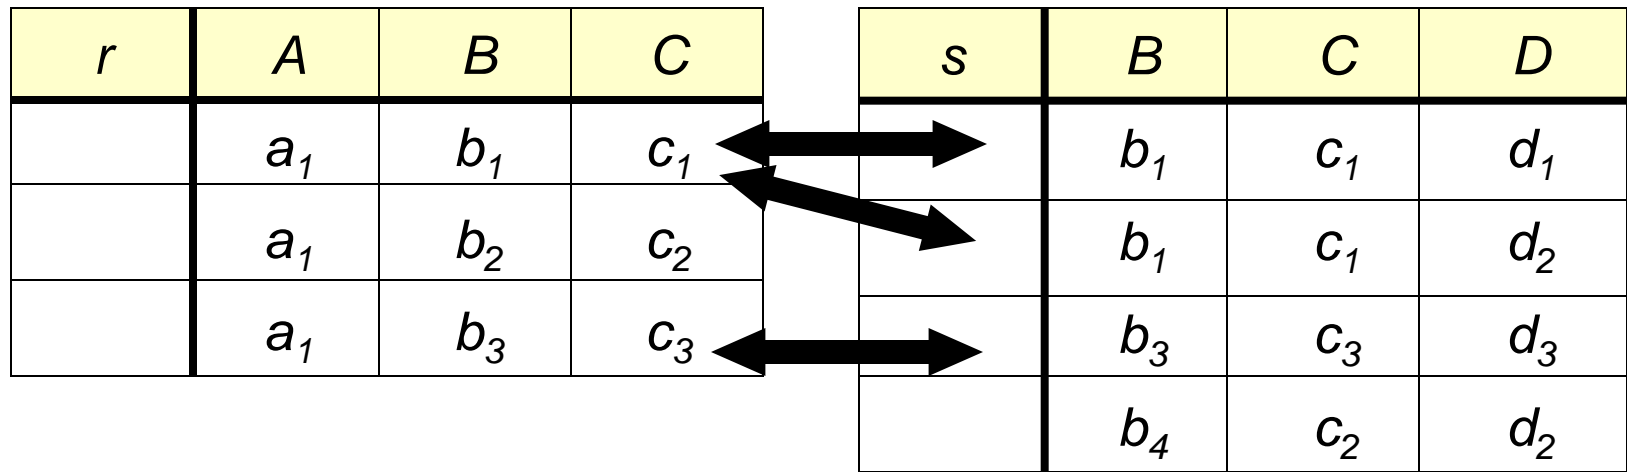 r A B C
a1 b1 c1
a1 b2 c2
a1 b3 c3
s B C D
b1 c1 d1
b1 c1 d2
b3 c3 d3
b4 c2 d2